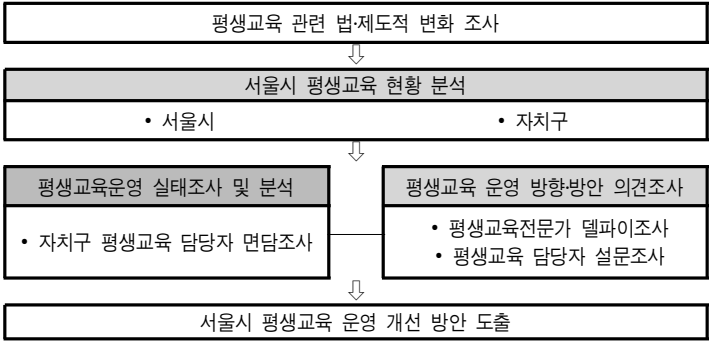 평생교육 관련 법·제도적 변화 조사
서울시 평생교육 현황 분석
• 서울시
• 자치구
평생교육운영 실태조사 및 분석
• 자치구 평생교육 담당자 면담조사
평생교육 운영 방향·방안 의견조사
• 평생교육전문가 델파이조사
• 평생교육 담당자 설문조사
서울시 평생교육 운영 개선 방안 도출